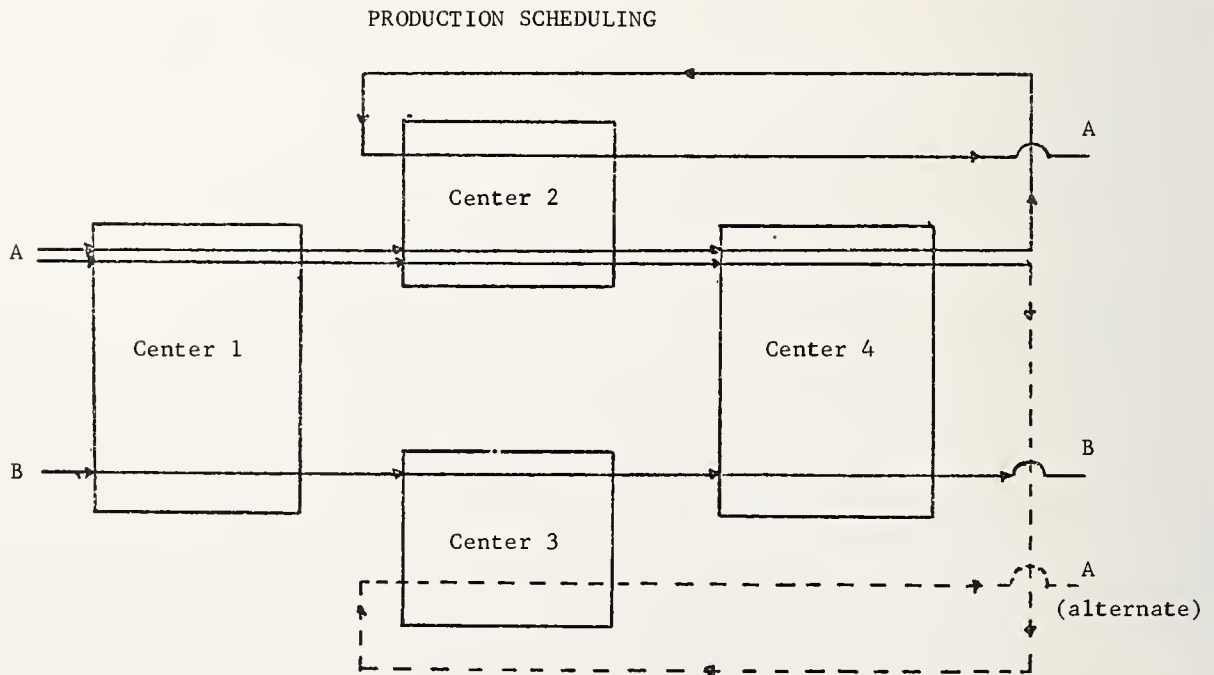 PRODUCTION SCHEDULING
A
Center 2
A
Center 1
Center 4
B
B
Center 3
A
(alternate)